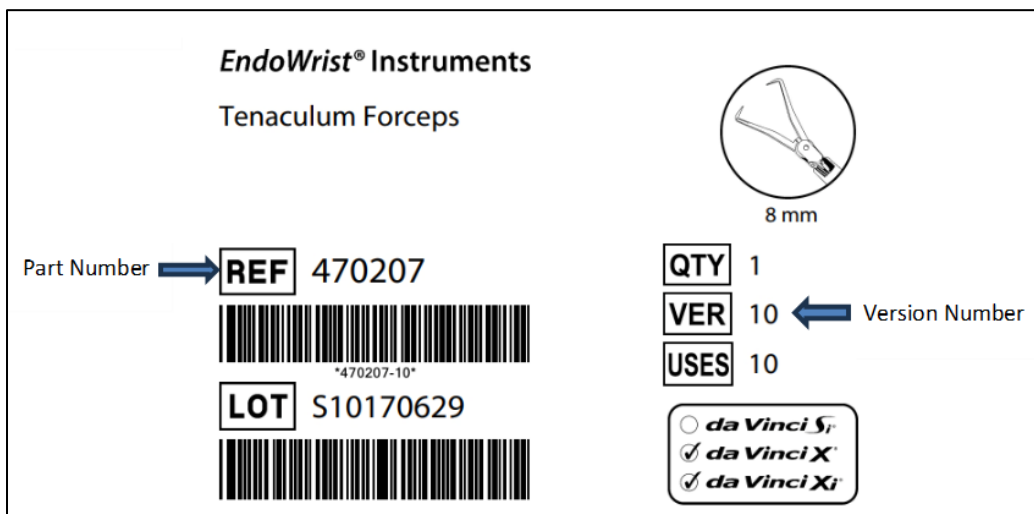 EndoWrist® Instruments
Tenaculum Forceps
8 mm
Part Number
REF 470207
*470207-10*
LOT S10170629
QTY 1
VER 10
Version Number
USES 10
da Vinci Si
da Vinci X
da Vinci Xi